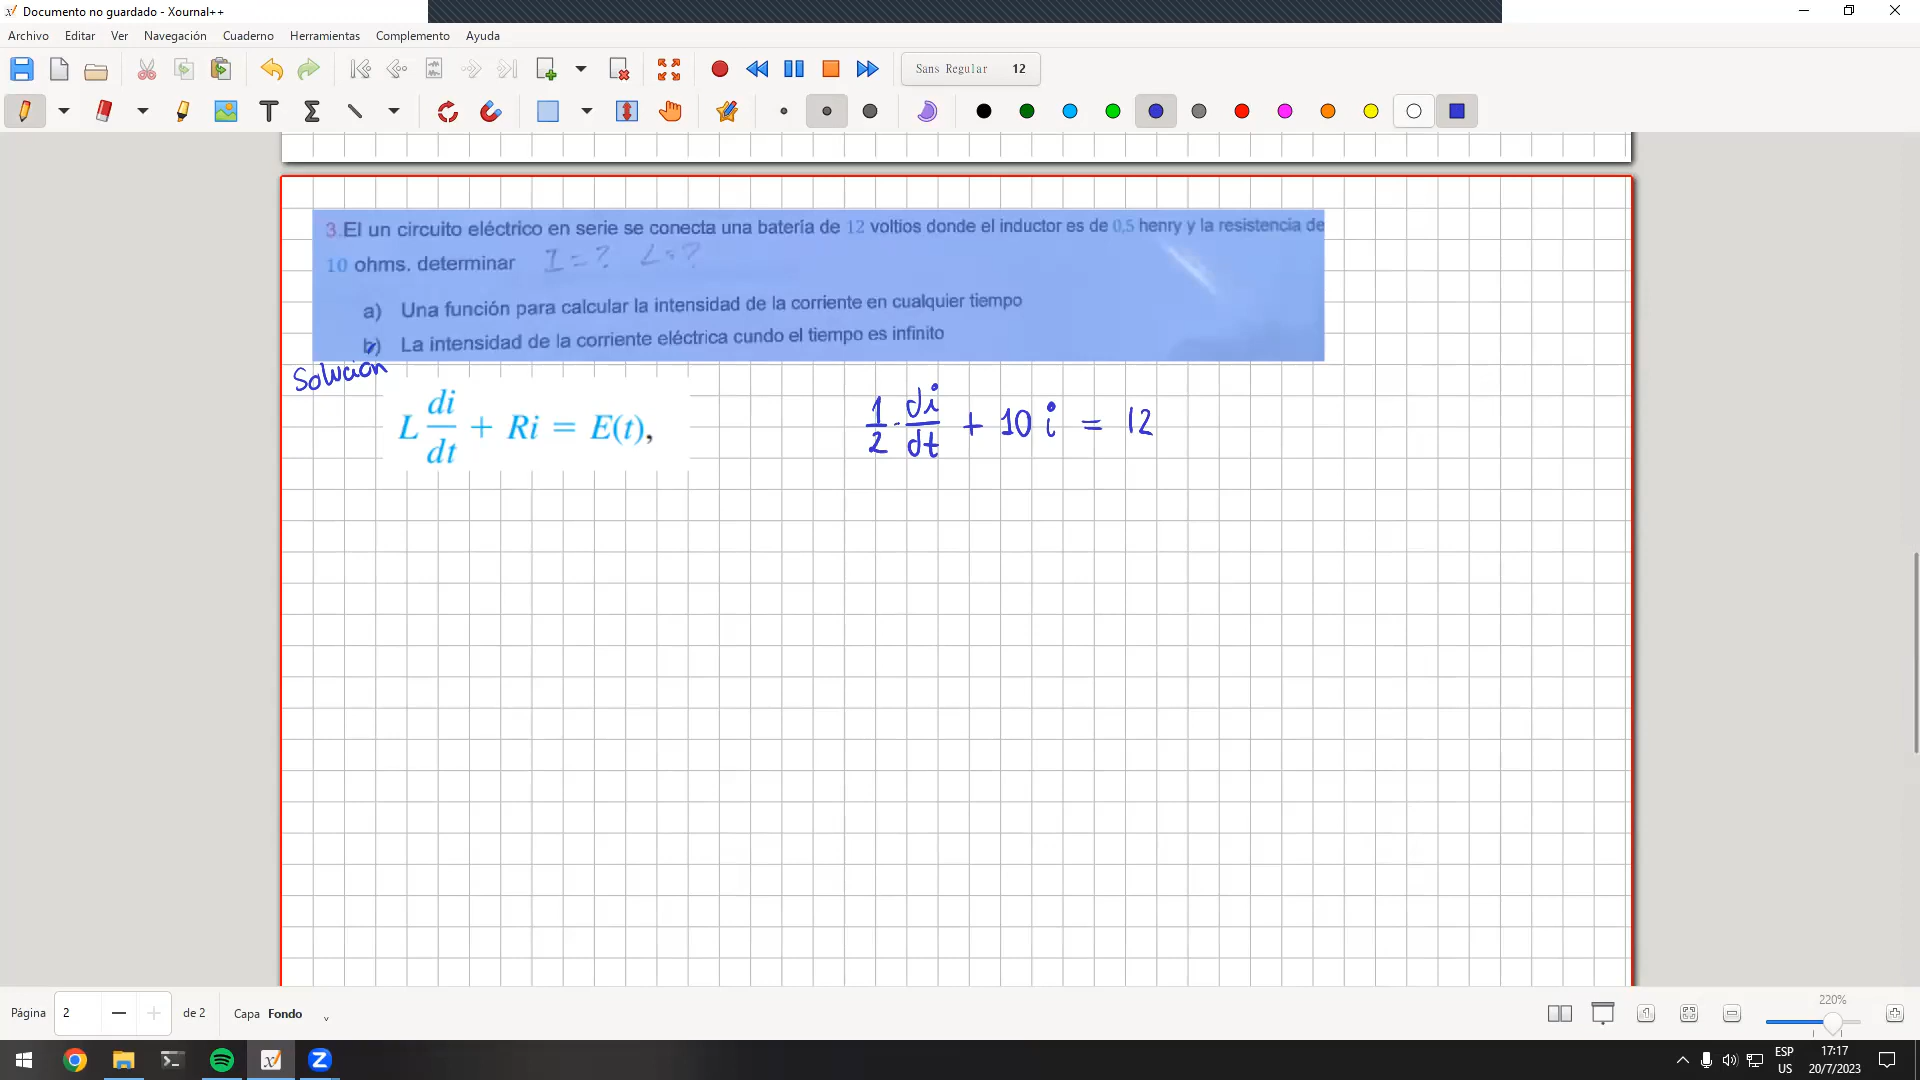 Documento no guardado - Xournal++
Archivo Editar Ver Navegación Cuaderno Herramientas Complemento Ayuda
Sans Regular 12
3.El un circuito eléctrico en serie se conecta una batería de 12 voltios donde el inductor es de 0,5 henry y la resistencia de
10 ohms. determinar I = ? L = ?
a) Una función para calcular la intensidad de la corriente en cualquier tiempo
b) La intensidad de la corriente eléctrica cundo el tiempo es infinito
Solución
L di/dt + Ri = E(t),
1/2 · di/dt + 10 i = 12
Página 2 de 2 Capa Fondo
220%
ESP
US
17:17
20/7/2023